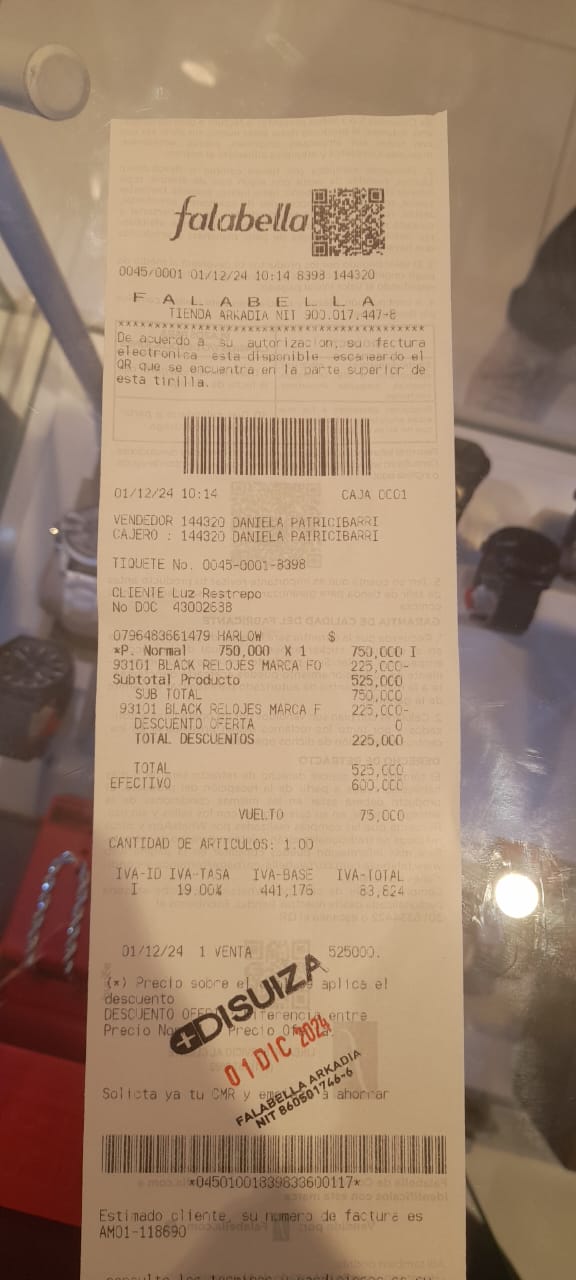 falabella
0045/0001 01/12/24 10:14 8398 144320
F A L A B E L L A
TIENDA ARKADIA NIT 900.017.447-8
****************************************
De acuerdo a su autorizacion, su factura
electronica esta disponible escaneando el
QR que se encuentra en la parte superior de
esta tirilla.
01/12/24 10:14 CAJA 0001
VENDEDOR 144320 DANIELA PATRICIBARRI
CAJERO : 144320 DANIELA PATRICIBARRI
TIQUETE No. 0045-0001-8398
CLIENTE Luz Restrepo
No DOC 43002638
0796483661479 HARLOW $
*P. Normal 750,000 X 1 750,000 I
93101 BLACK RELOJES MARCA FO 225,000-
Subtotal Producto 525,000
SUB TOTAL 750,000
93101 BLACK RELOJES MARCA F 225,000-
DESCUENTO OFERTA 0
TOTAL DESCUENTOS 225,000
TOTAL 525,000
EFECTIVO 600,000
VUELTO 75,000
CANTIDAD DE ARTICULOS: 1.00
IVA-ID IVA-TASA IVA-BASE IVA-TOTAL
I 19.00% 441,176 83,824
01/12/24 1 VENTA 525000.
(*) Precio sobre el aplica el
descuento
DESCUENTO entre
Precio Precio
DISUIZA
01 DIC 2024
FALABELLA ARKADIA
NIT 860501746-6
Solicta ya tu CMR y a ahorrar
*04501001839833600117*
Estimado cliente, su numero de factura es
AM01-118690